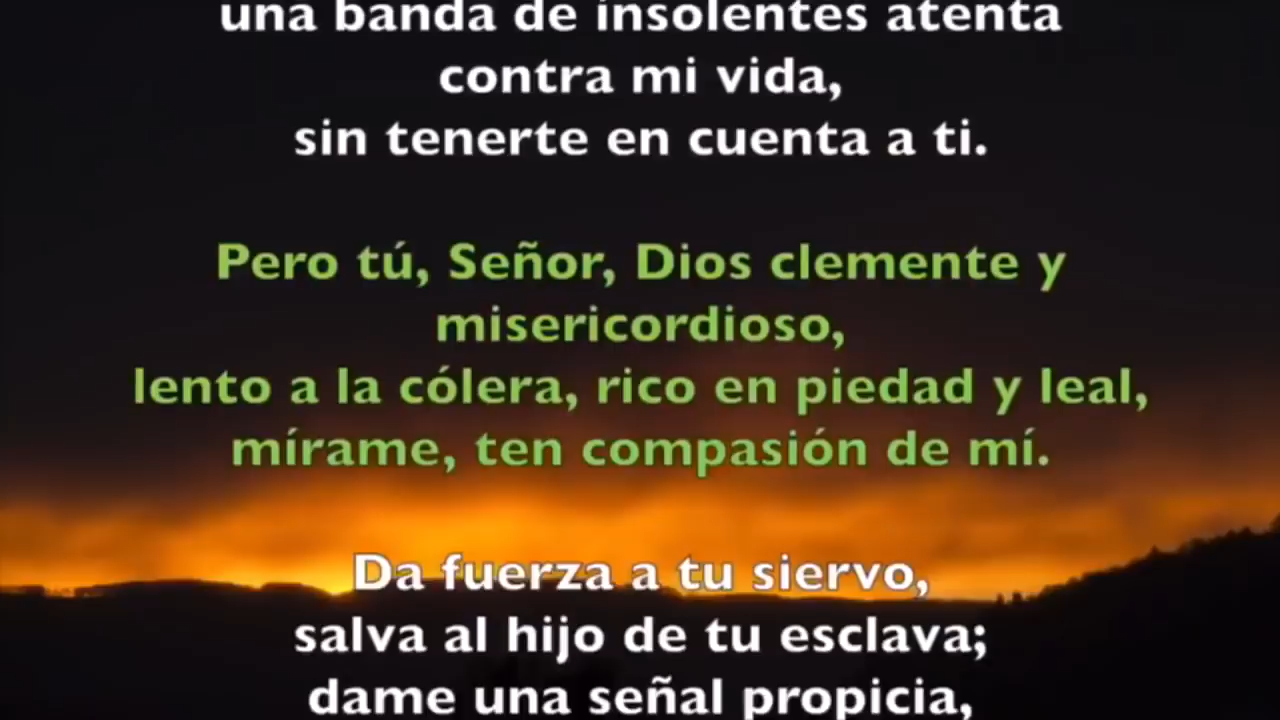 una banda de insolentes atenta
contra mi vida,
sin tenerte en cuenta a ti.
Pero tú, Señor, Dios clemente y
misericordioso,
lento a la cólera, rico en piedad y leal,
mírame, ten compasión de mí.
Da fuerza a tu siervo,
salva al hijo de tu esclava;
dame una señal propicia,